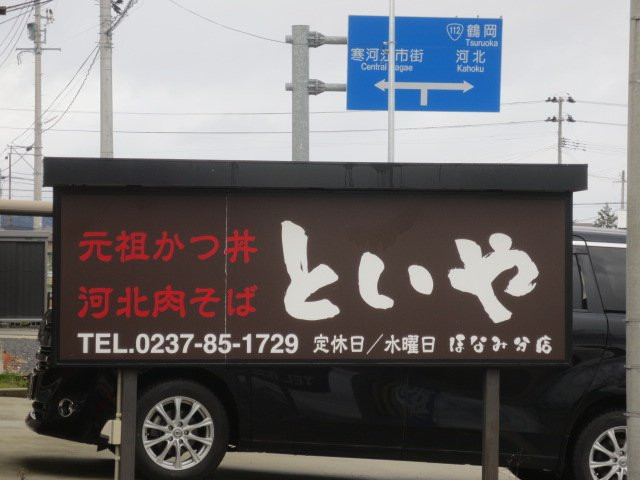 112 鶴岡
Tsuruoka
寒河江市街 河北
Central Sagae Kahoku
元祖かつ丼
河北肉そば
といや
TEL.0237-85-1729 定休日/水曜日 ほなみ分店